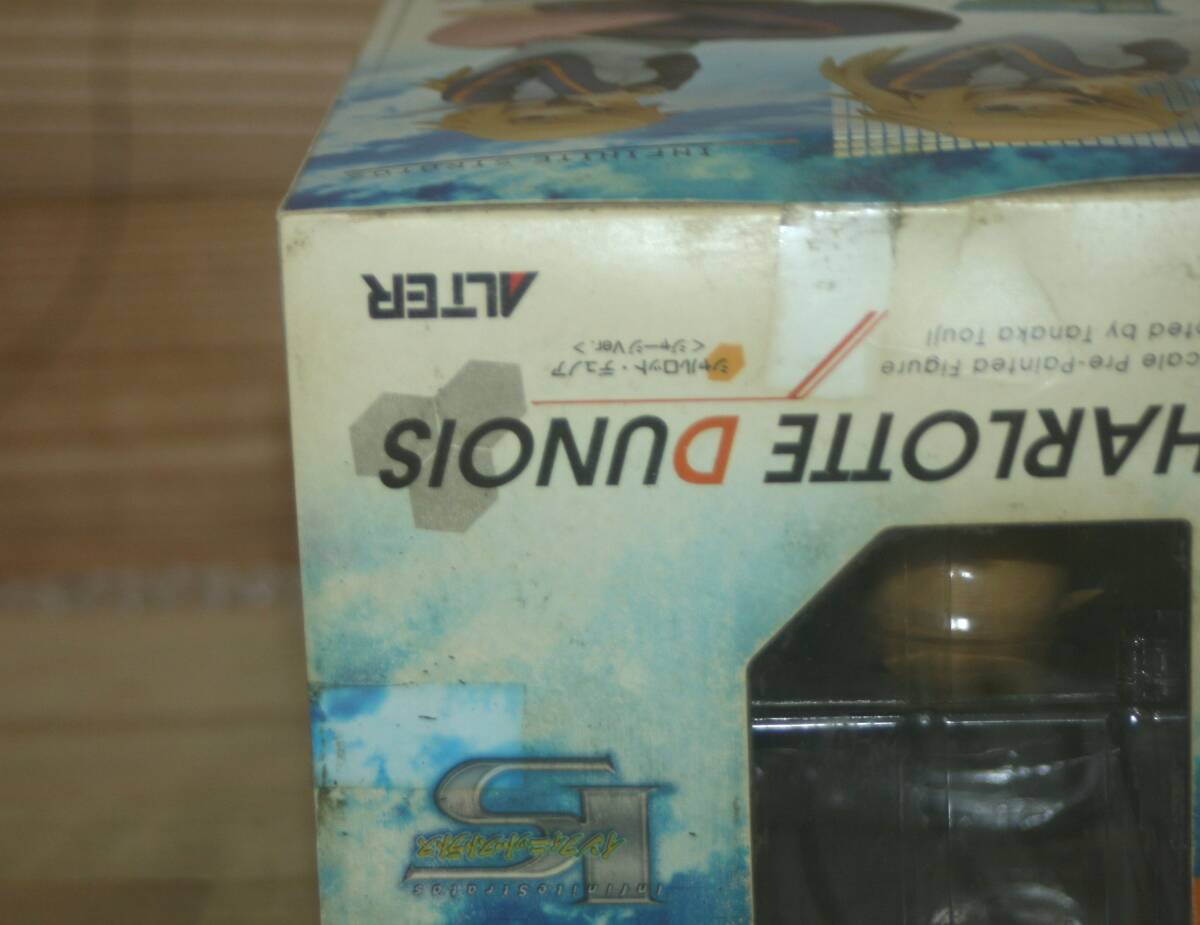 InfiniteStratos
IS
インフィニット・ストラトス
HARLOTTE DUNOIS
cale Pre-Painted Figure
ted by Tanaka Touji
シャルロット・デュノア
<ジャージVer.>
ALTER
INFINITE STRATOS